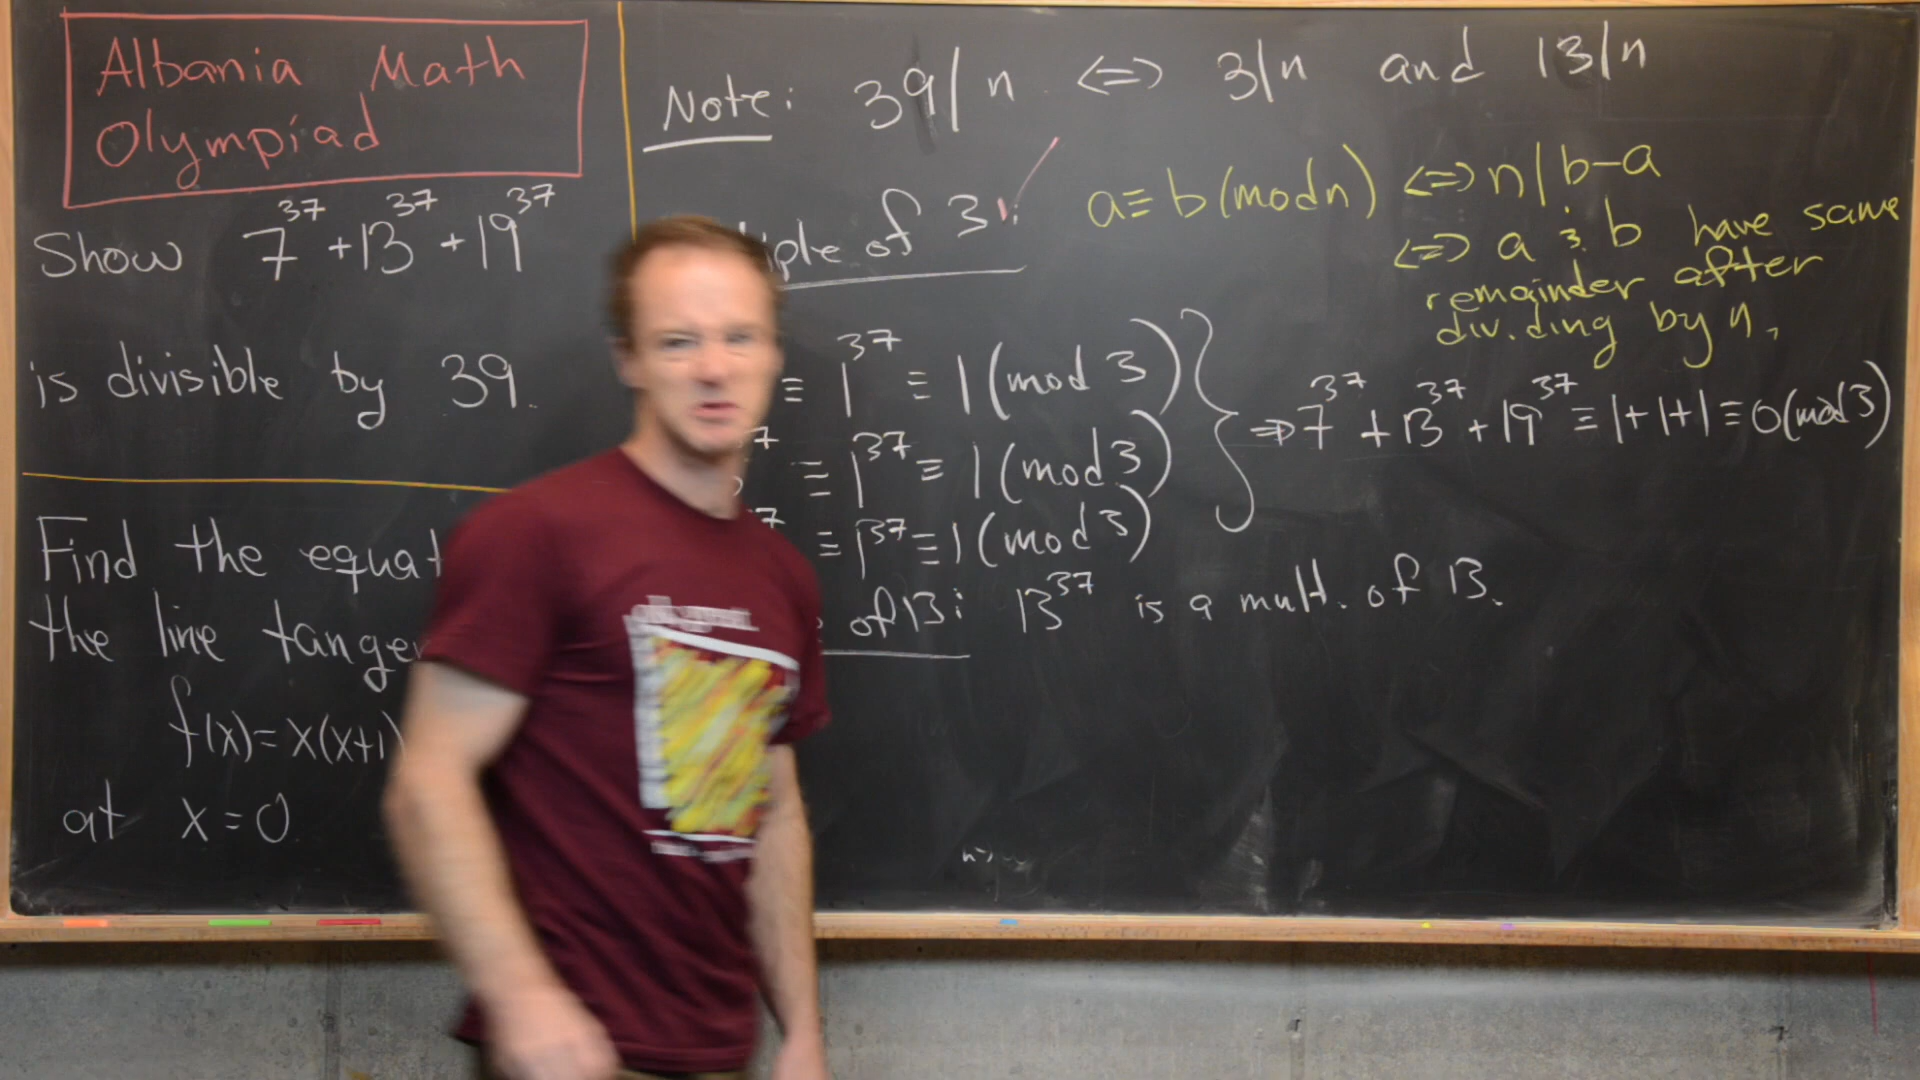 Albania Math
Olympiad
Show 7^37 + 13^37 + 19^37
is divisible by 39.
Find the
the line
f(x) = x(x+1)
at x = 0
Note: 39 | n <=> 3 | n and 13 | n
of 3: ✓
a ≡ b (mod n) <=> n | b-a
<=> a & b have same
remainder after
dividing by n.
≡ 1^37 ≡ 1 (mod 3)
≡ 1^37 ≡ 1 (mod 3)
≡ 1^37 ≡ 1 (mod 3)
} ⇒ 7^37 + 13^37 + 19^37 ≡ 1+1+1 ≡ 0 (mod 3)
of 13: 13^37 is a mult. of 13.